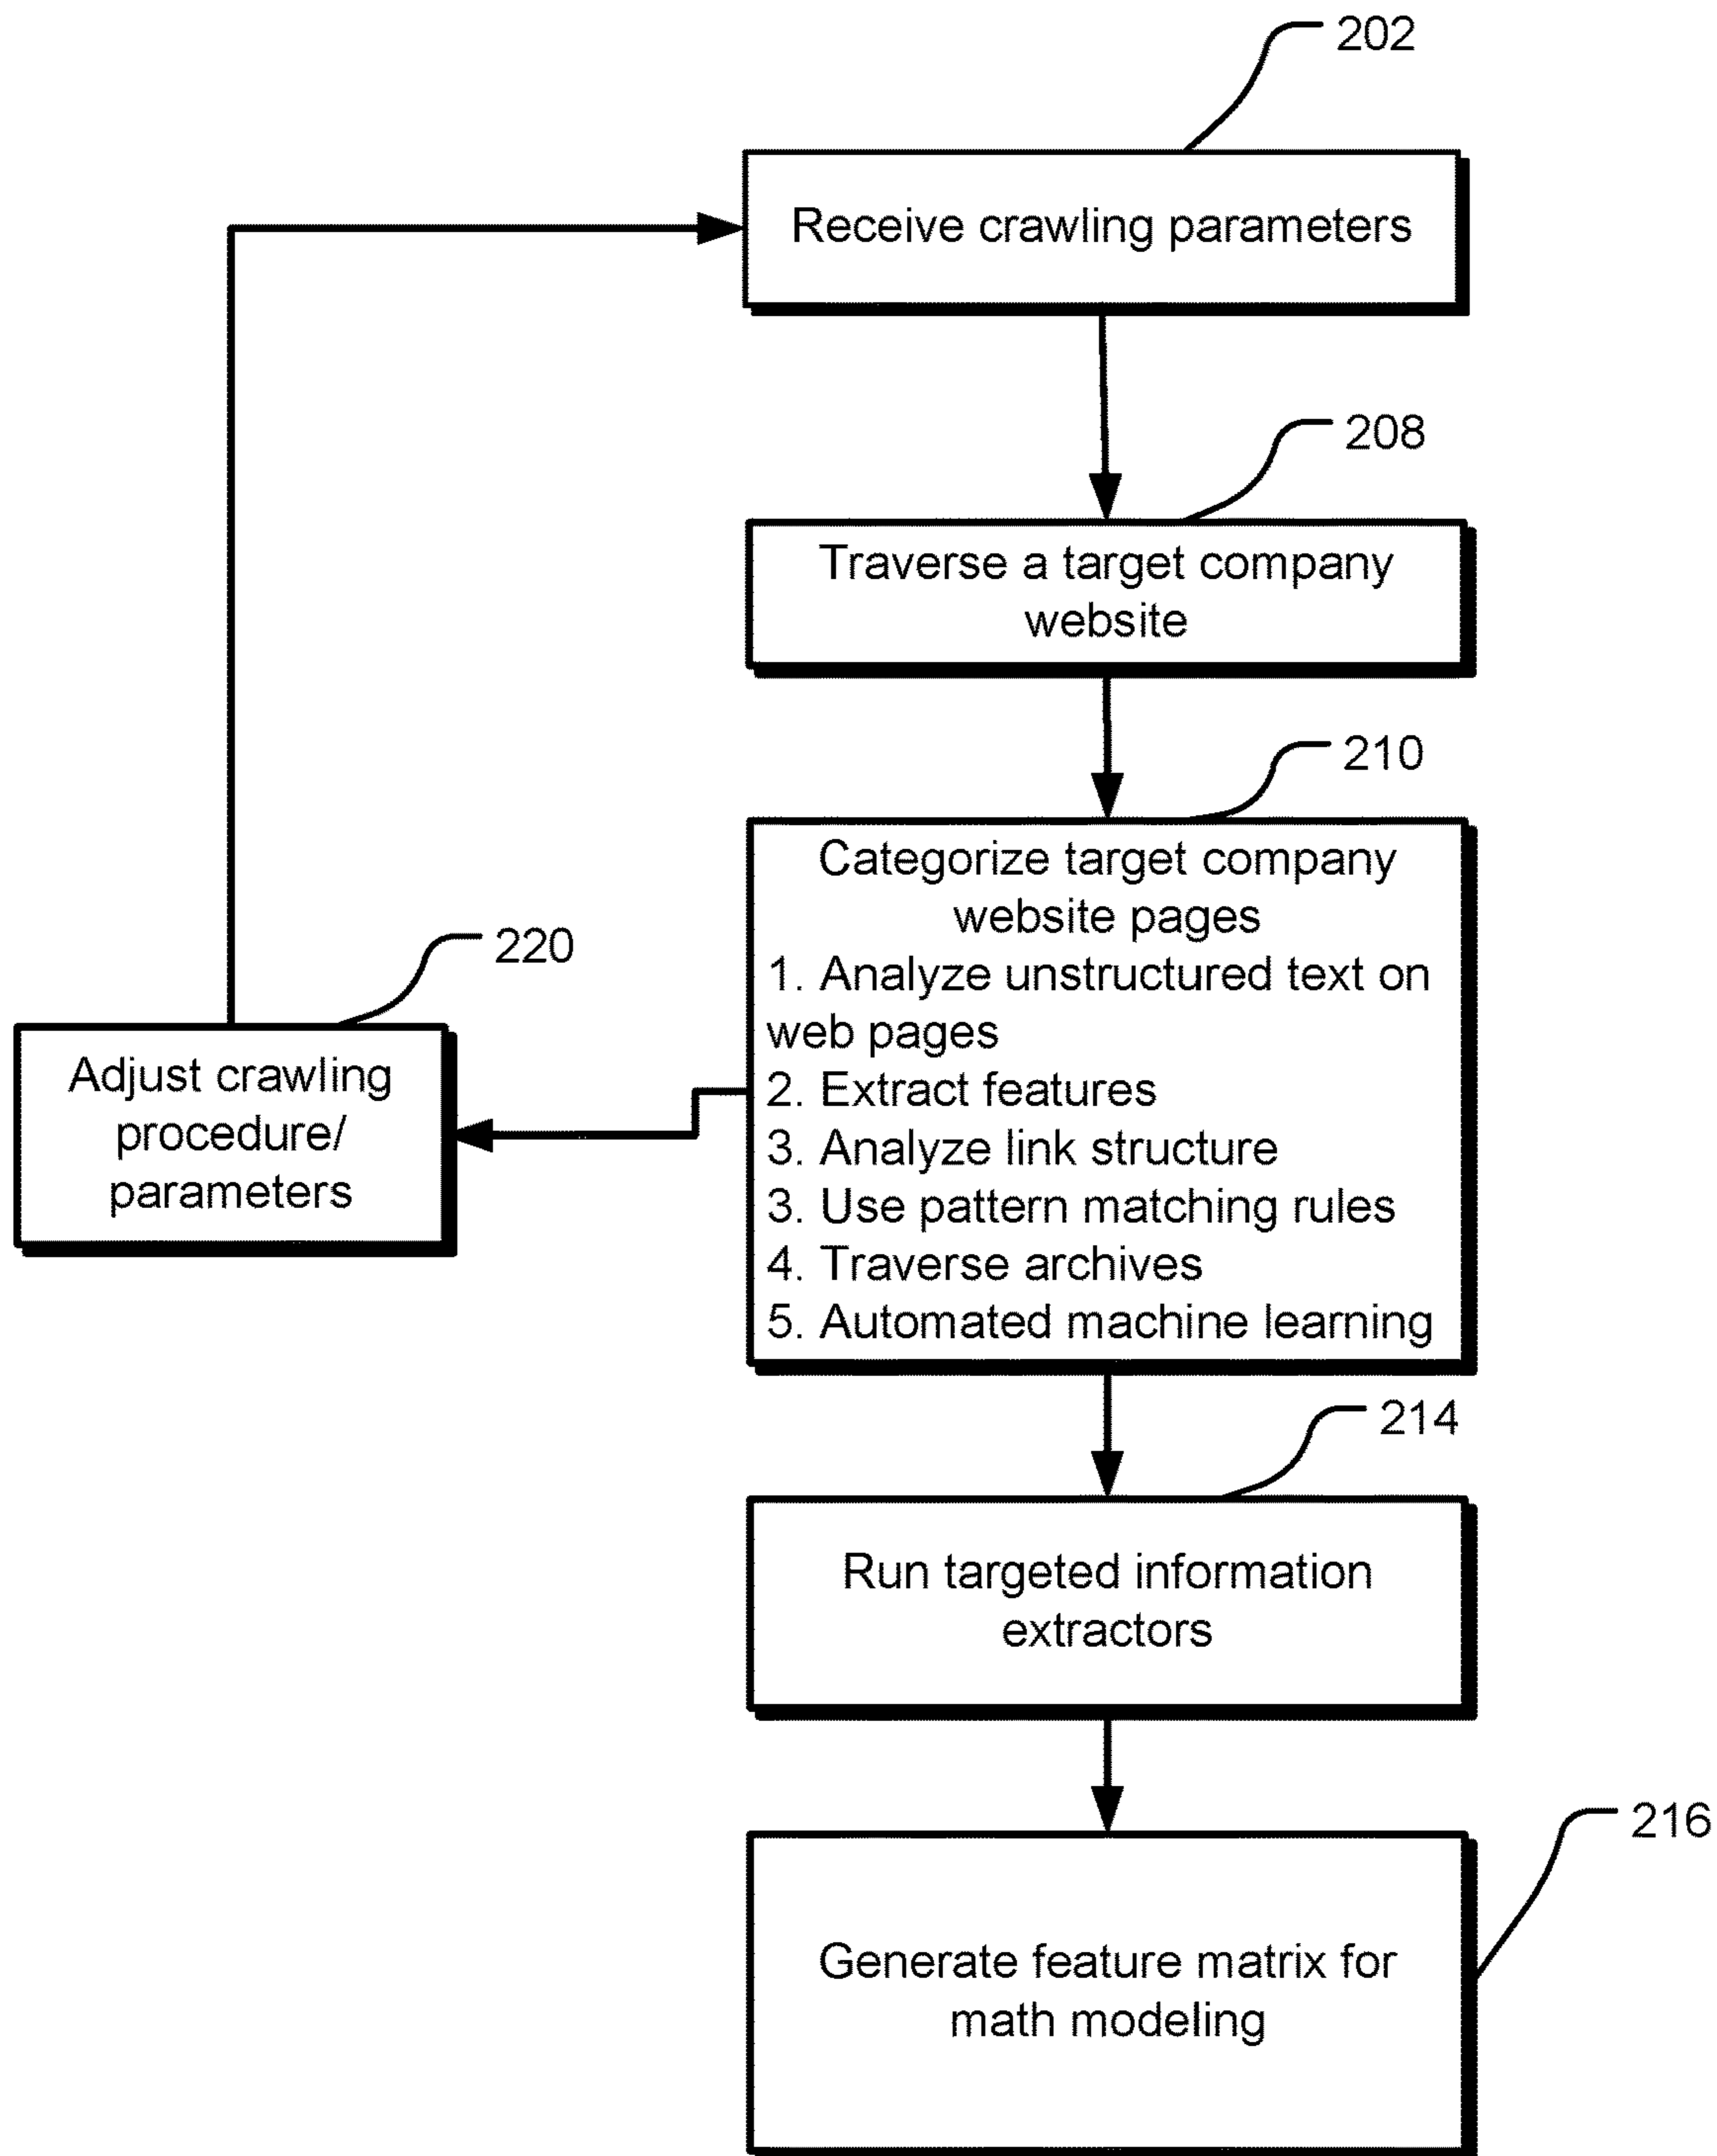 202
Receive crawling parameters
208
Traverse a target company
website
210
Categorize target company
website pages
1. Analyze unstructured text on
web pages
2. Extract features
3. Analyze link structure
3. Use pattern matching rules
4. Traverse archives
5. Automated machine learning
220
Adjust crawling
procedure/
parameters
214
Run targeted information
extractors
216
Generate feature matrix for
math modeling